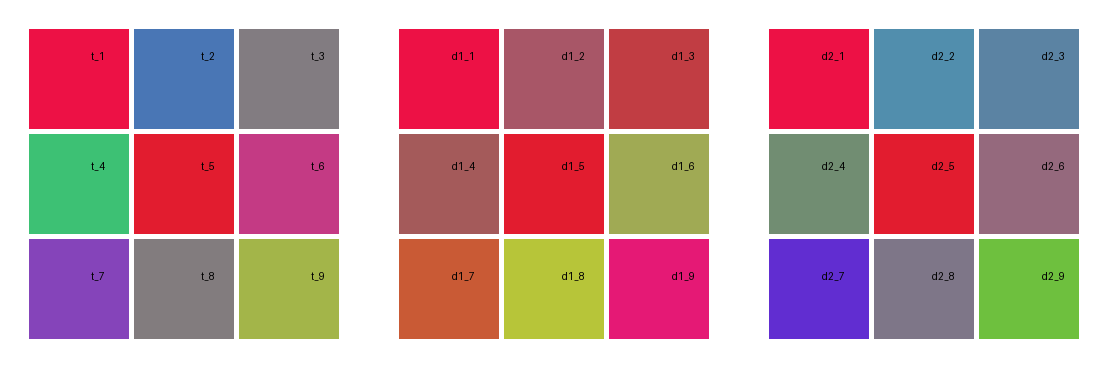 t_1 t_2 t_3 d1_1 d1_2 d1_3 d2_1 d2_2 d2_3
t_4 t_5 t_6 d1_4 d1_5 d1_6 d2_4 d2_5 d2_6
t_7 t_8 t_9 d1_7 d1_8 d1_9 d2_7 d2_8 d2_9